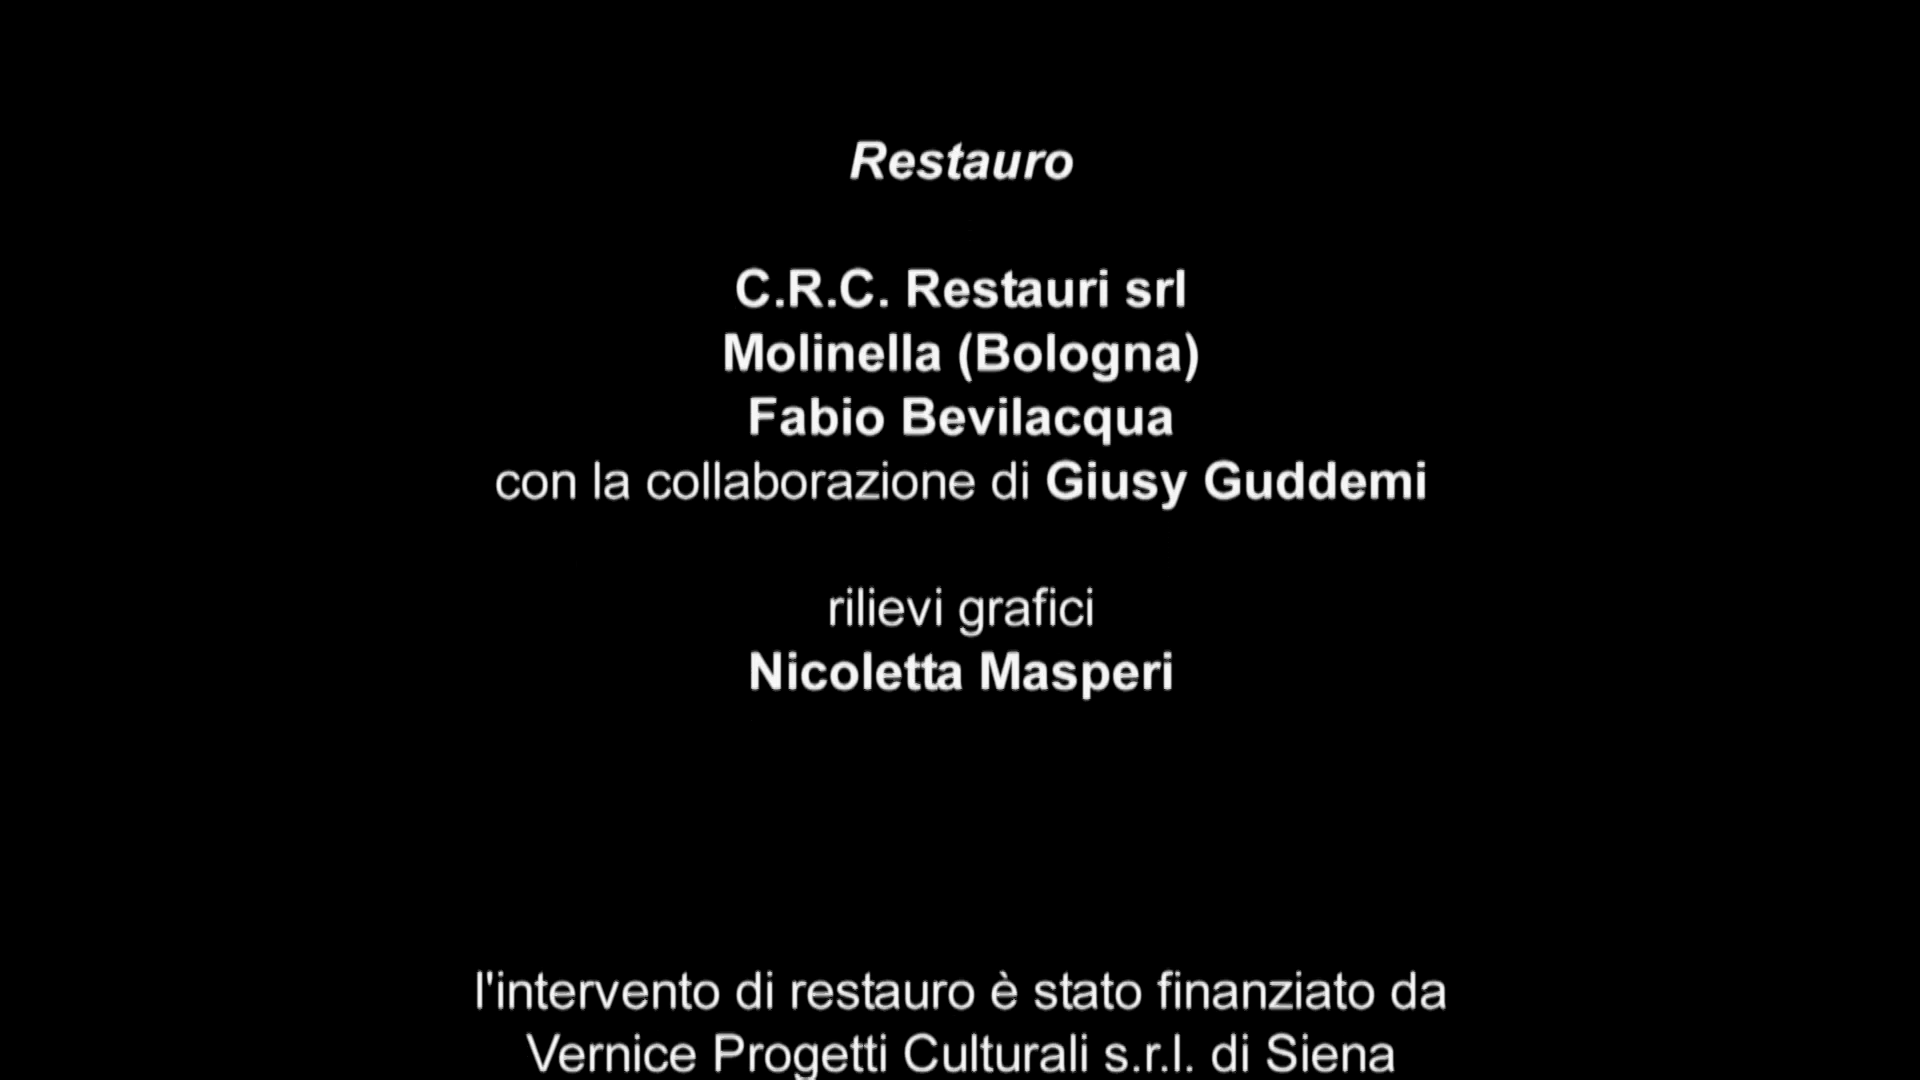 Restauro
C.R.C. Restauri srl
Molinella (Bologna)
Fabio Bevilacqua
con la collaborazione di Giusy Guddemi
rilievi grafici
Nicoletta Masperi
l'intervento di restauro è stato finanziato da
Vernice Progetti Culturali s.r.l. di Siena